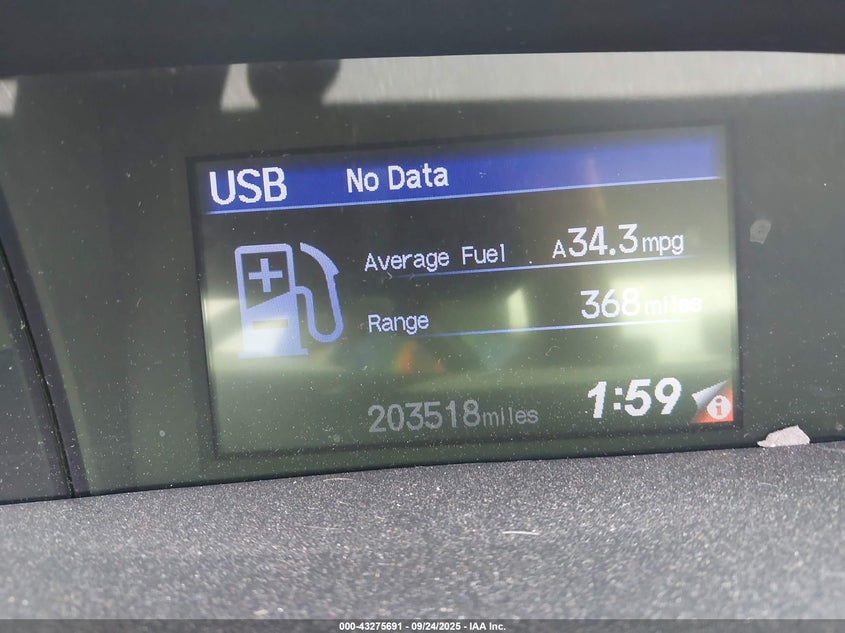 USB No Data
Average Fuel A34.3mpg
Range 368miles
203518miles 1:59
000-43275691 - 09/24/2025 - IAA Inc.